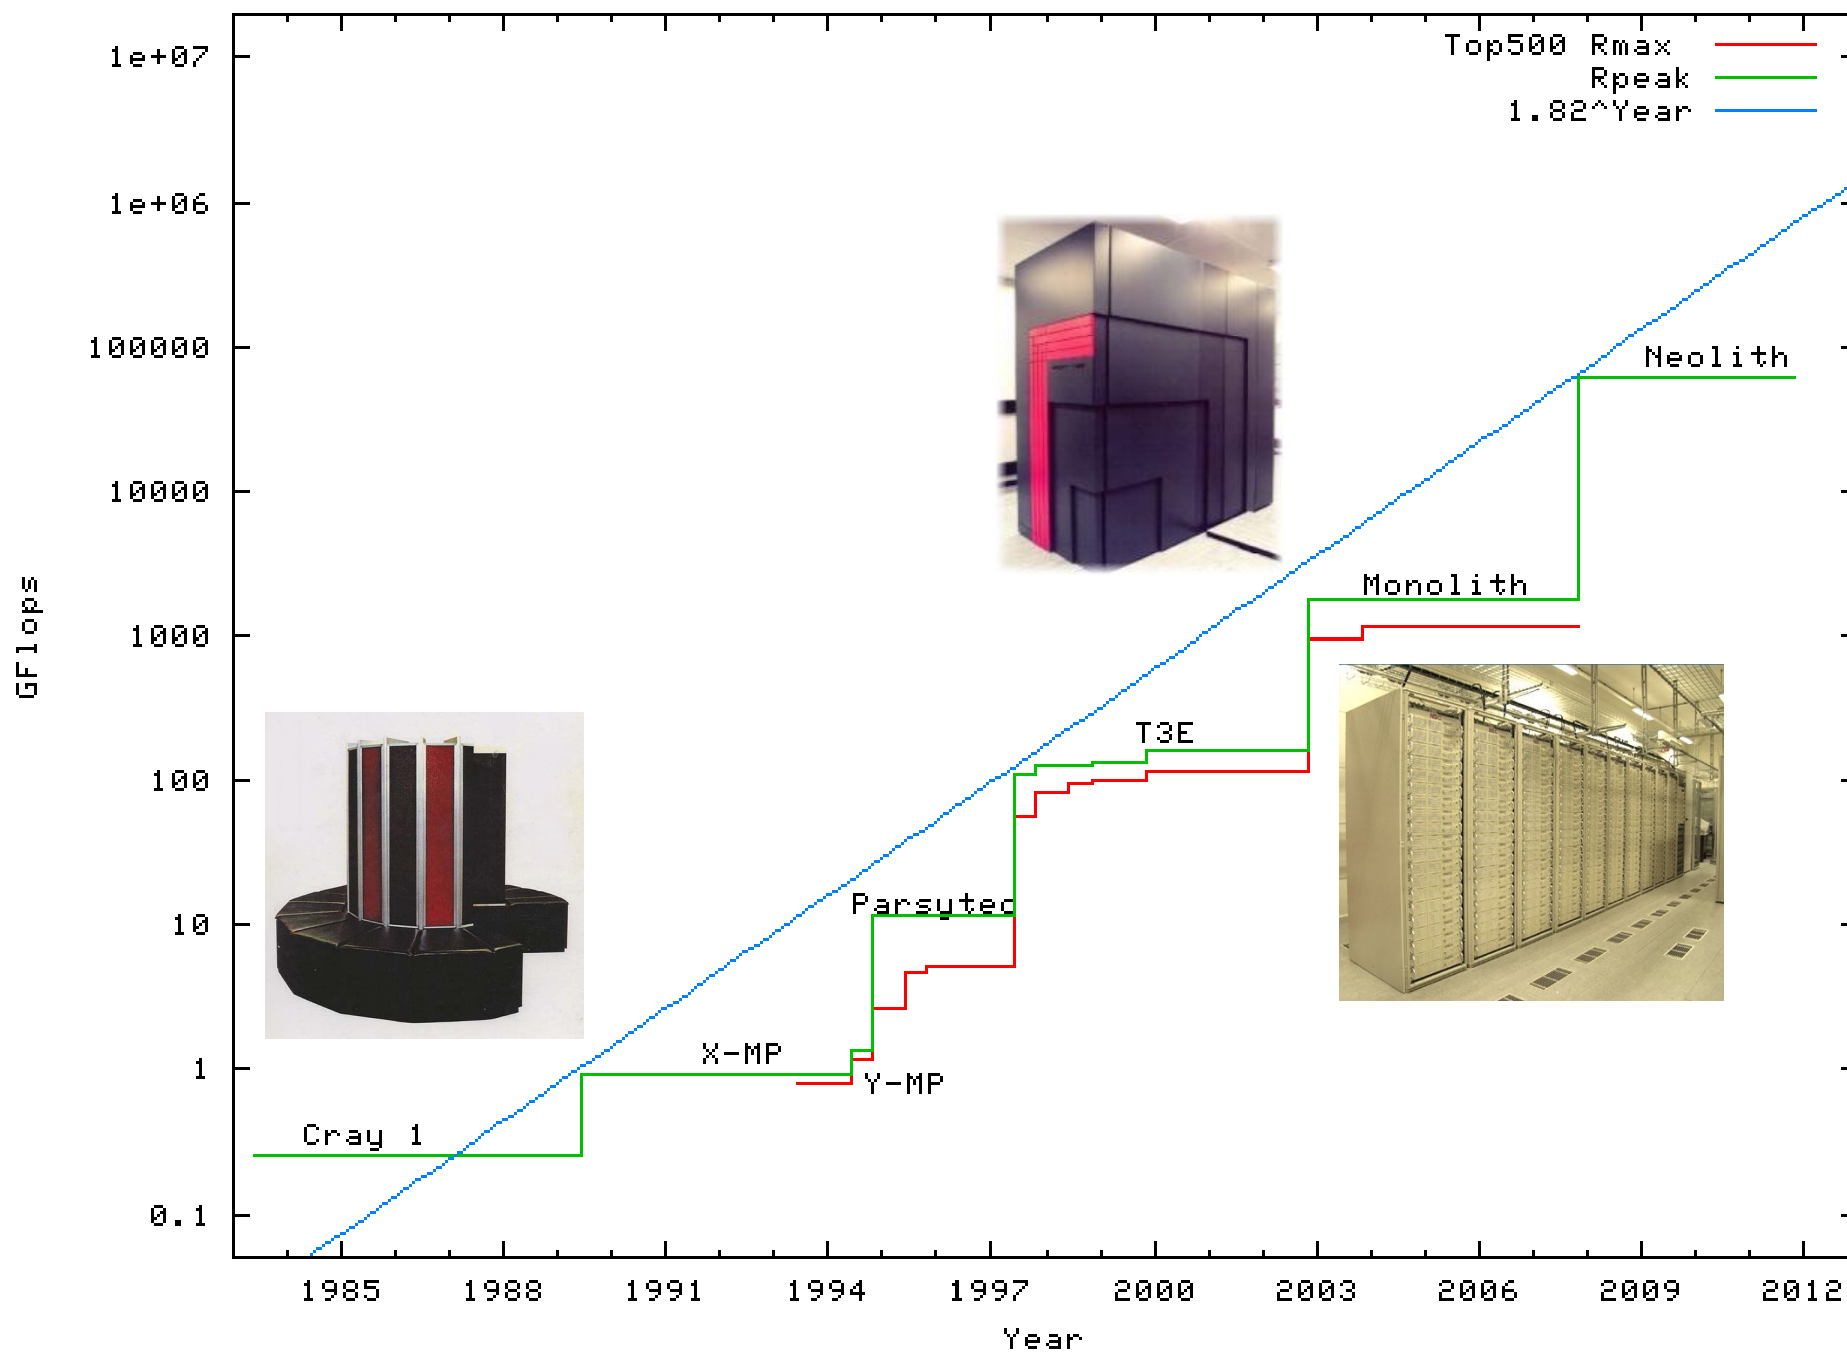 Top500 Rmax
Rpeak
1.82^Year
1e+07
1e+06
100000
10000
1000
100
10
1
0.1
GFlops
Neolith
Monolith
T3E
Parsytec
X-MP
Y-MP
Cray 1
1985 1988 1991 1994 1997 2000 2003 2006 2009 2012
Year